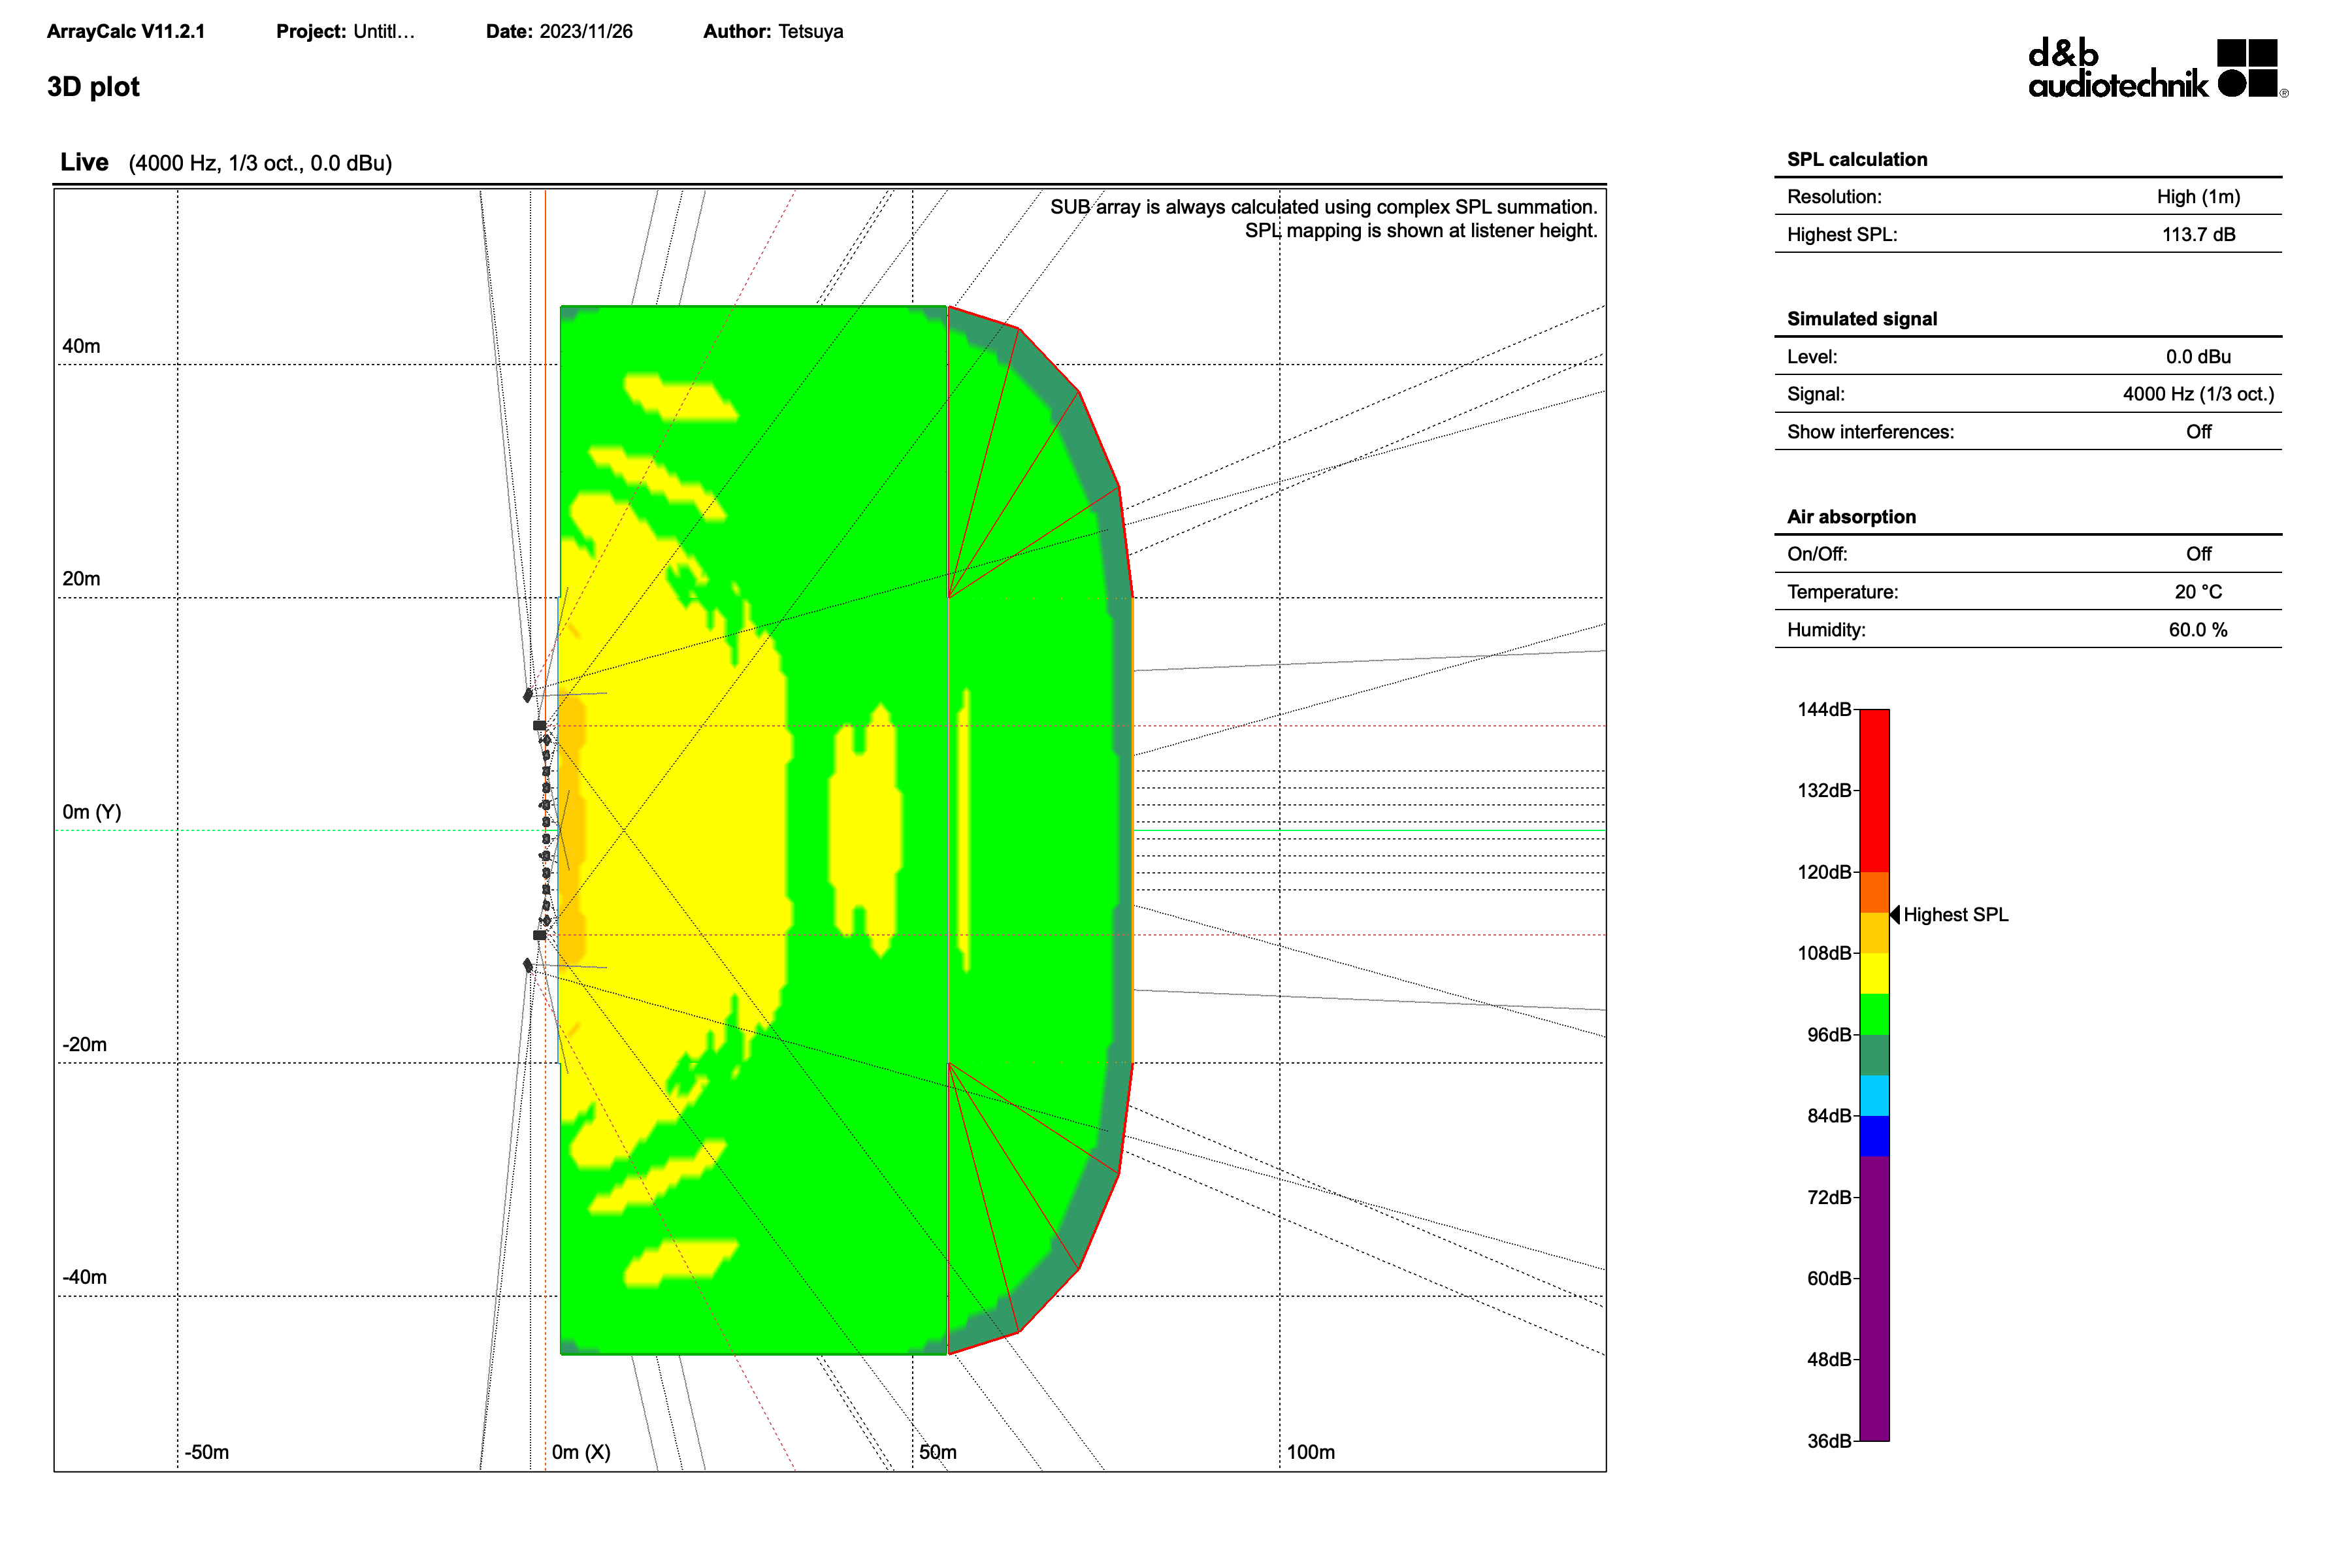 ArrayCalc V11.2.1 Project: Untitl... Date: 2023/11/26 Author: Tetsuya
d&b
audiotechnik ®
3D plot
Live (4000 Hz, 1/3 oct., 0.0 dBu)
SUB array is always calculated using complex SPL summation.
SPL mapping is shown at listener height.
40m
20m
0m (Y)
-20m
-40m
-50m 0m (X) 50m 100m
SPL calculation
Resolution: High (1m)
Highest SPL: 113.7 dB
Simulated signal
Level: 0.0 dBu
Signal: 4000 Hz (1/3 oct.)
Show interferences: Off
Air absorption
On/Off: Off
Temperature: 20 °C
Humidity: 60.0 %
144dB
132dB
120dB
Highest SPL
108dB
96dB
84dB
72dB
60dB
48dB
36dB